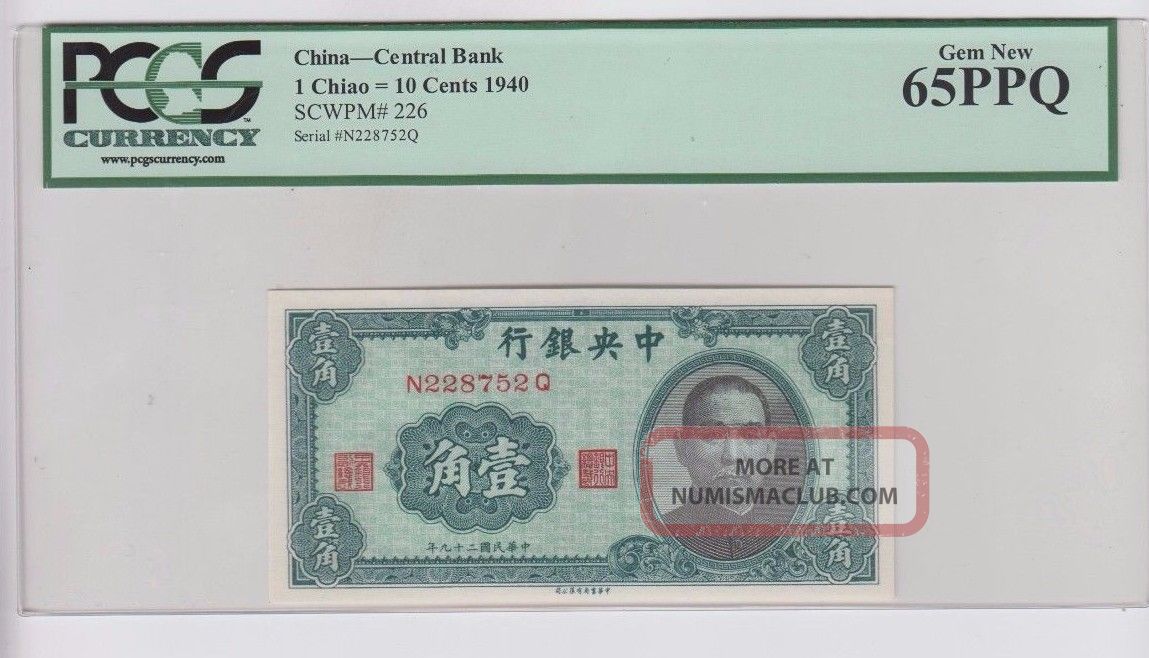 PCGS
CURRENCY
www.pcgscurrency.com
China—Central Bank
1 Chiao = 10 Cents 1940
SCWPM# 226
Serial #N228752Q
Gem New
65PPQ
行銀央中
N228752Q
壹角
壹角
角壹
壹角
壹角
年九十二國民華中
MORE AT
NUMISMACLUB.COM